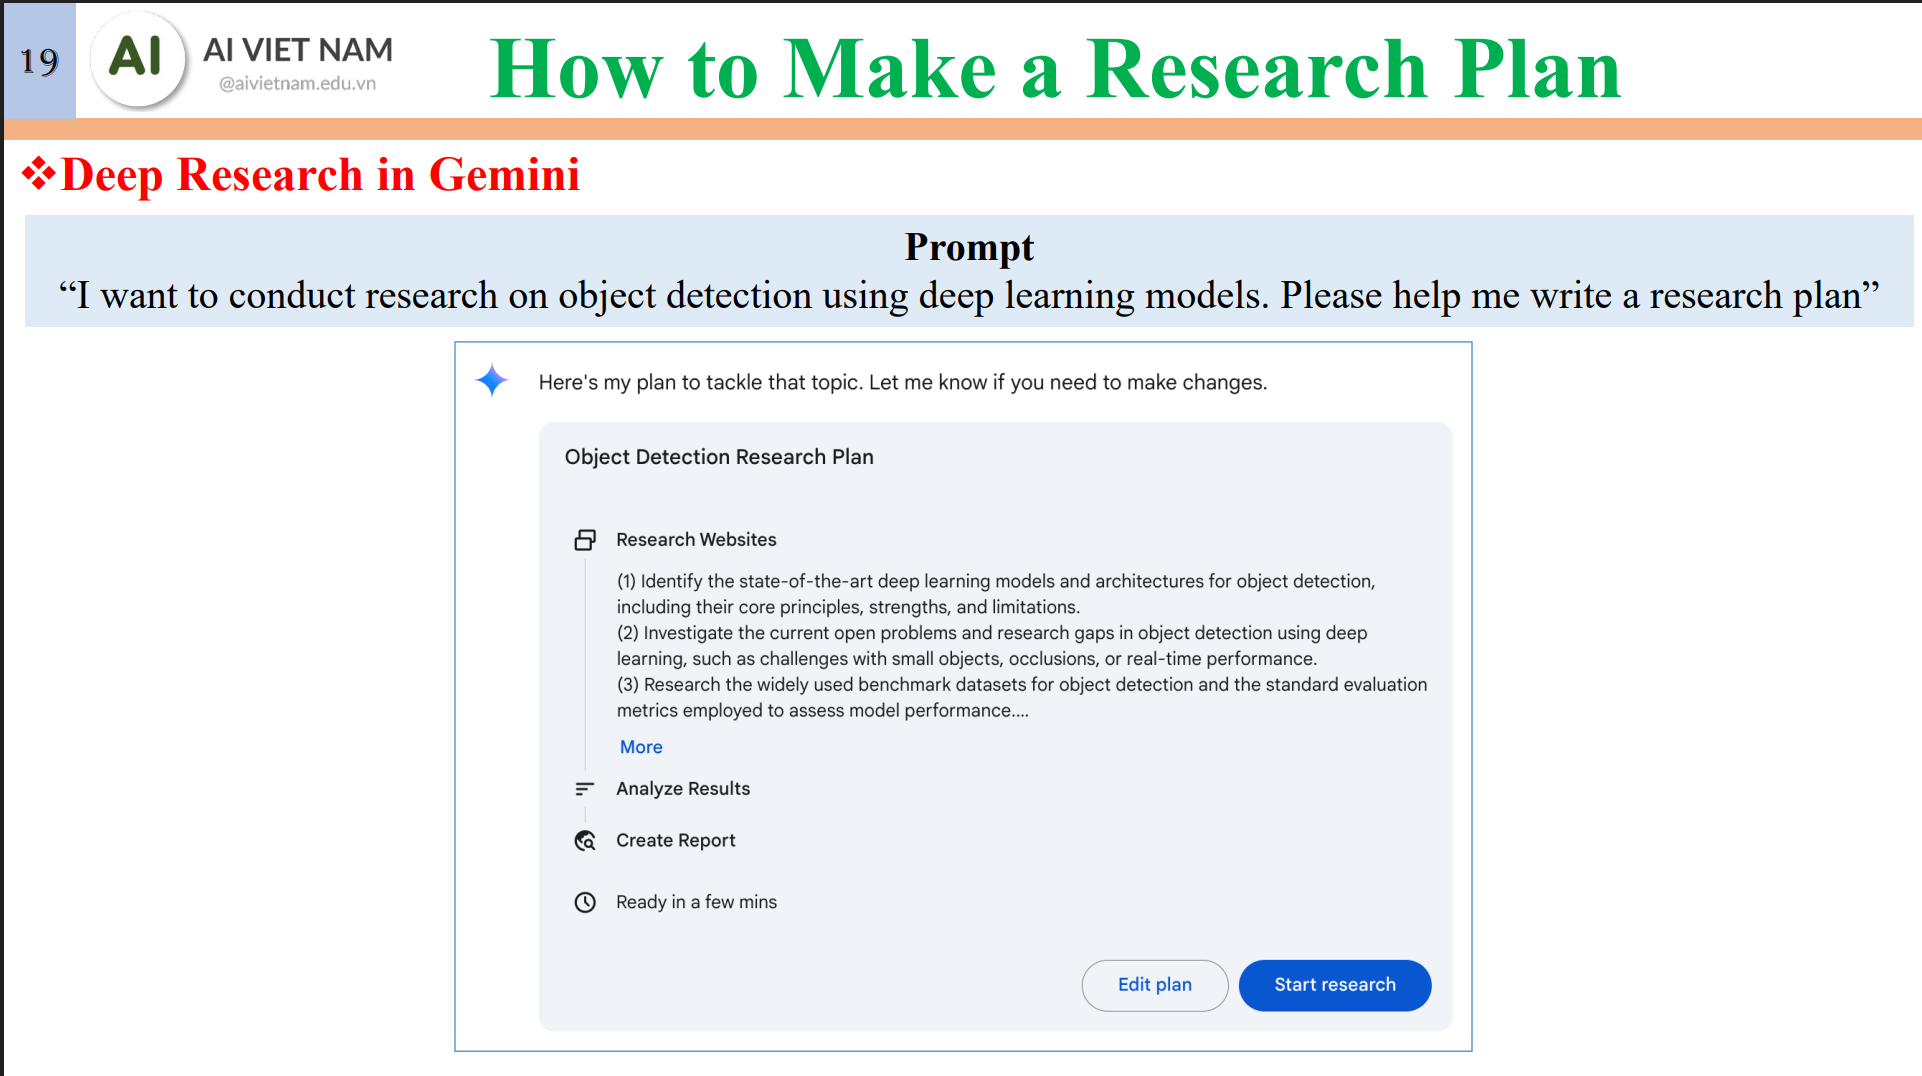 19
AI
AI VIET NAM
@aivietnam.edu.vn
How to Make a Research Plan
❖Deep Research in Gemini
Prompt
“I want to conduct research on object detection using deep learning models. Please help me write a research plan”
Here's my plan to tackle that topic. Let me know if you need to make changes.
Object Detection Research Plan
Research Websites
(1) Identify the state-of-the-art deep learning models and architectures for object detection,
including their core principles, strengths, and limitations.
(2) Investigate the current open problems and research gaps in object detection using deep
learning, such as challenges with small objects, occlusions, or real-time performance.
(3) Research the widely used benchmark datasets for object detection and the standard evaluation
metrics employed to assess model performance....
More
Analyze Results
Create Report
Ready in a few mins
Edit plan
Start research